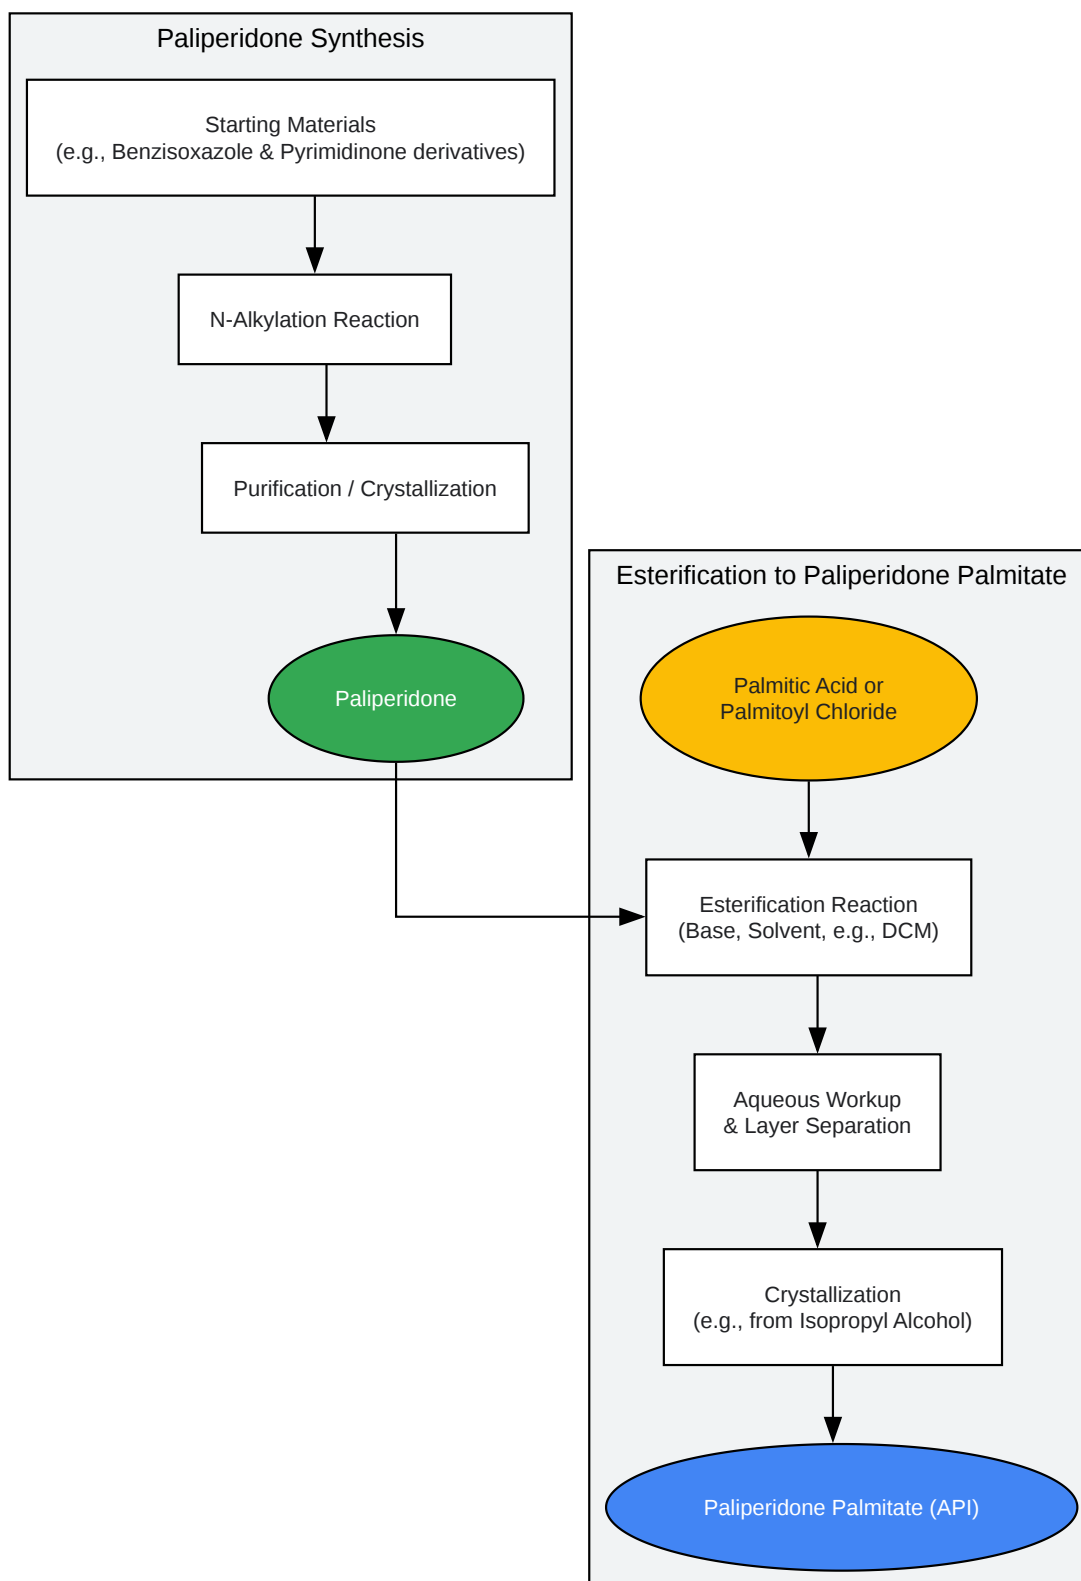 Paliperidone Synthesis
Starting Materials
(e.g., Benzisoxazole & Pyrimidinone derivatives)
N-Alkylation Reaction
Purification / Crystallization
Paliperidone
Esterification to Paliperidone Palmitate
Palmitic Acid or
Palmitoyl Chloride
Esterification Reaction
(Base, Solvent, e.g., DCM)
Aqueous Workup
& Layer Separation
Crystallization
(e.g., from Isopropyl Alcohol)
Paliperidone Palmitate (API)